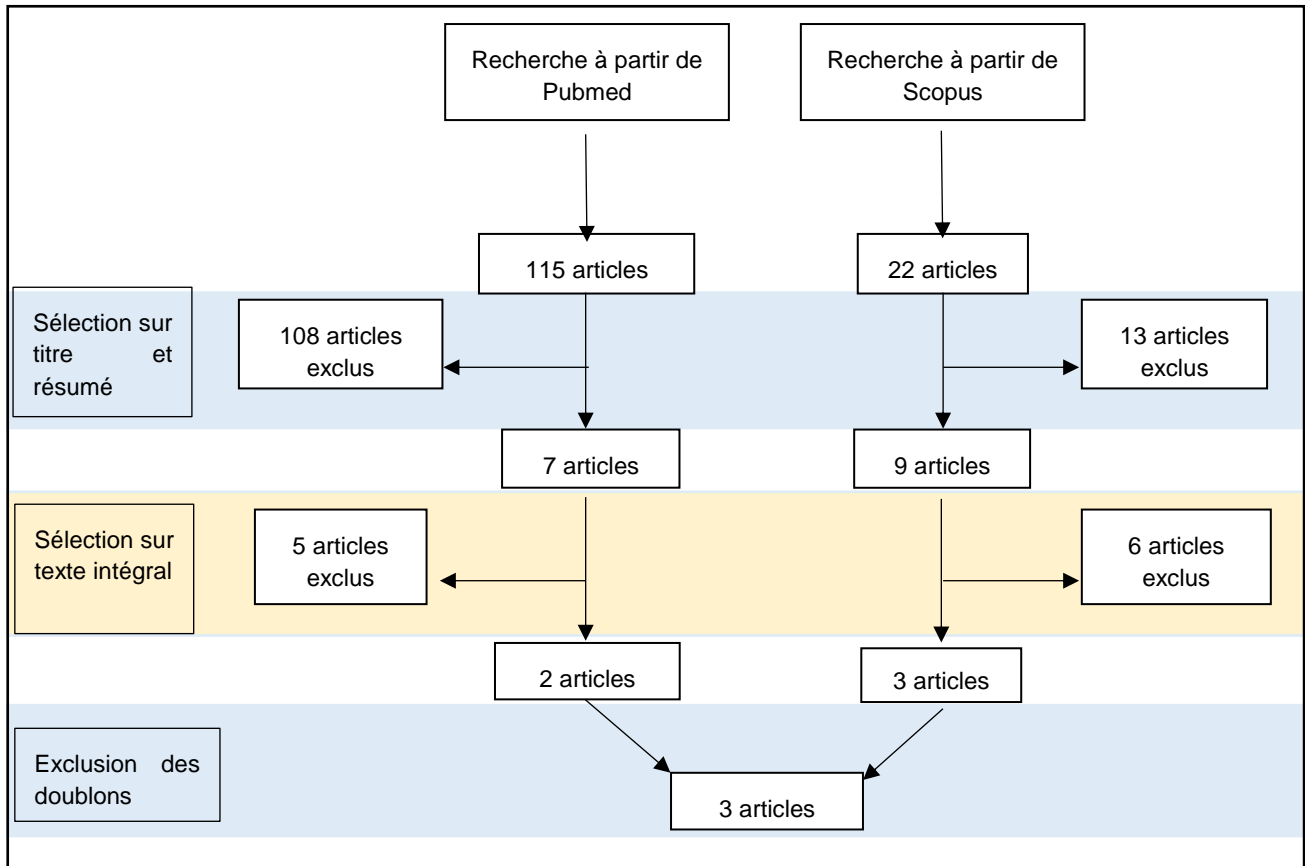 Recherche à partir de
Pubmed
Recherche à partir de
Scopus
115 articles
22 articles
Sélection sur
titre et
résumé
108 articles
exclus
13 articles
exclus
7 articles
9 articles
Sélection sur
texte intégral
5 articles
exclus
6 articles
exclus
2 articles
3 articles
Exclusion des
doublons
3 articles